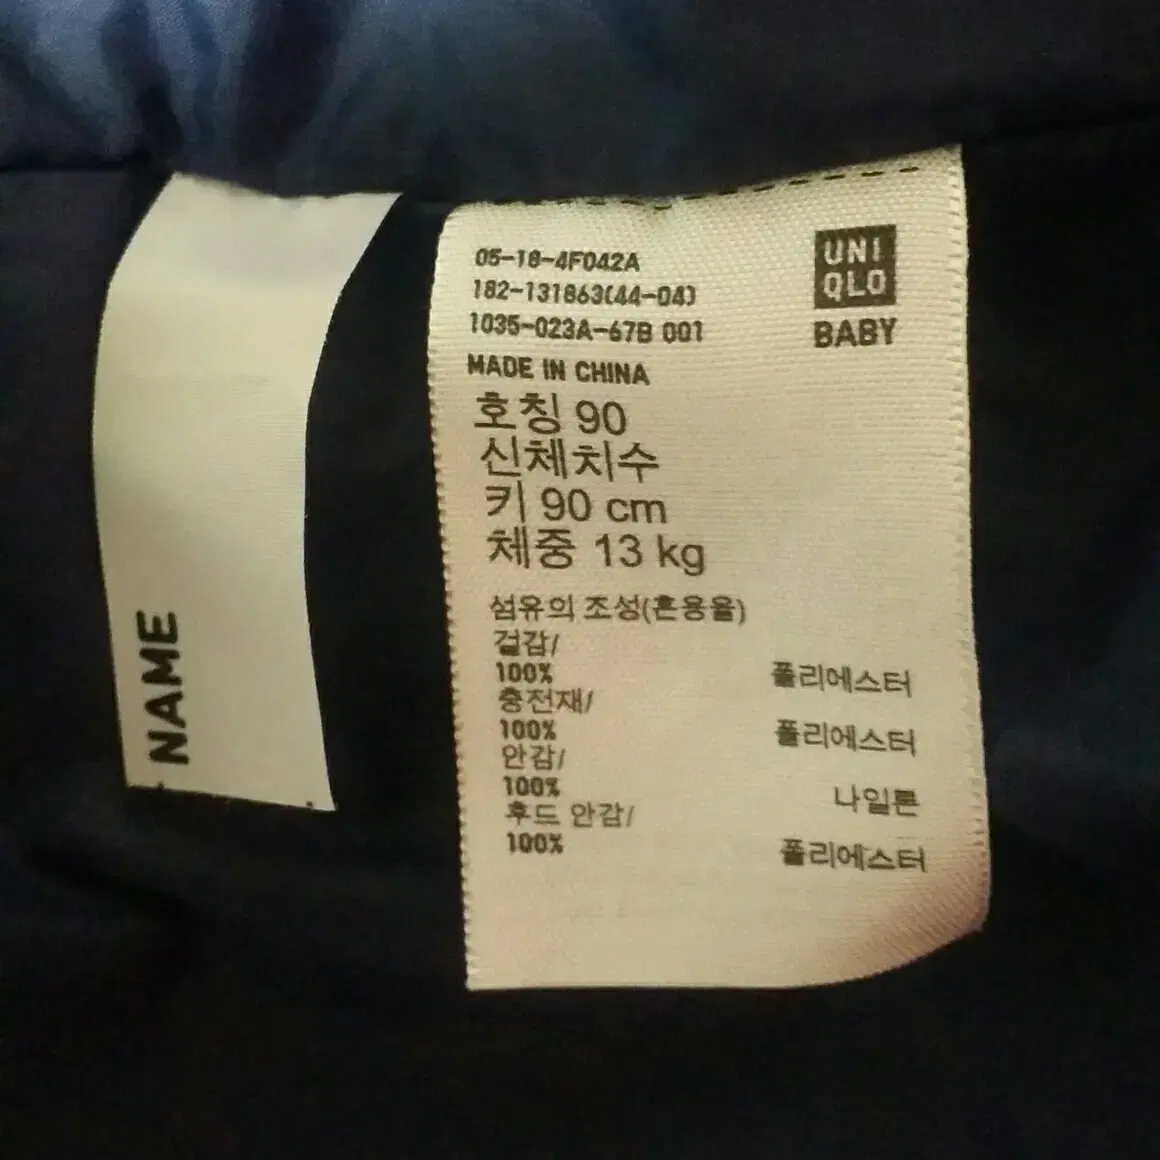 NAME
UNI
QLO
BABY
05-18-4F042A
182-131863(44-04)
1035-023A-67B 001
MADE IN CHINA
호칭 90
신체치수
키 90 cm
체중 13 kg
섬유의 조성(혼용율)
겉감/
100% 폴리에스터
충전재/
100% 폴리에스터
안감/
100% 나일론
후드 안감/
100% 폴리에스터